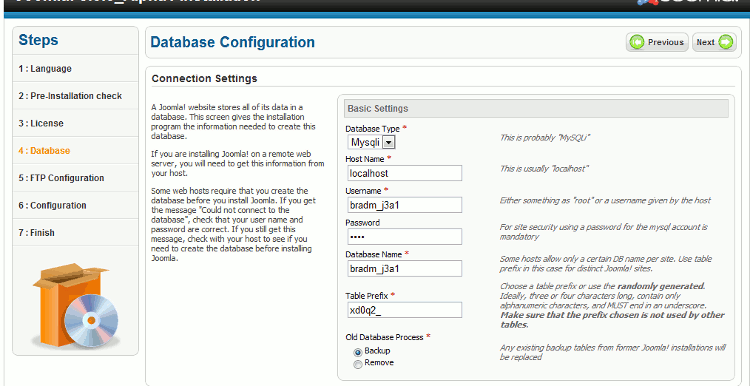 Steps
Database Configuration
Previous
Next
1 : Language
2 : Pre-Installation check
3 : License
4 : Database
5 : FTP Configuration
6 : Configuration
7 : Finish
Connection Settings
A Joomla! website stores all of its data in a
database. This screen gives the installation
program the information needed to create this
database.
If you are installing Joomla! on a remote web
server, you will need to get this information from
your host.
Some web hosts require that you create the
database before you install Joomla. If you get
the message "Could not connect to the
database", check that your user name and
password are correct. If you still get this
message, check with your host to see if you
need to create the database before installing
Joomla.
Basic Settings
Database Type *
Mysqli
This is probably "MySQLi"
Host Name *
localhost
This is usually "localhost"
Username *
bradm_j3a1
Either something as "root" or a username given by the host
Password
••••
For site security using a password for the mysql account is
mandatory
Database Name *
bradm_j3a1
Some hosts allow only a certain DB name per site. Use table
prefix in this case for distinct Joomla! sites.
Table Prefix *
xd0q2_
Choose a table prefix or use the randomly generated.
Ideally, three or four characters long, contain only
alphanumeric characters, and MUST end in an underscore.
Make sure that the prefix chosen is not used by other
tables.
Old Database Process *
Backup
Remove
Any existing backup tables from former Joomla! installations will
be replaced